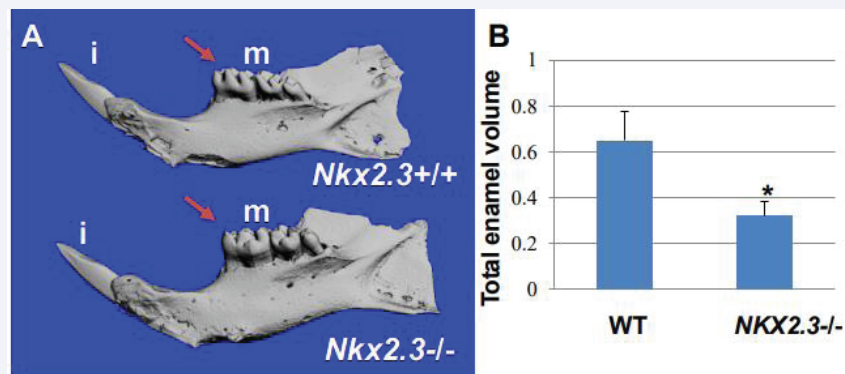 A
i
m
Nkx2.3+/+
i
m
Nkx2.3-/-
B
Total enamel volume
1
0.8
0.6
0.4
0.2
0
*
WT
NKX2.3-/-